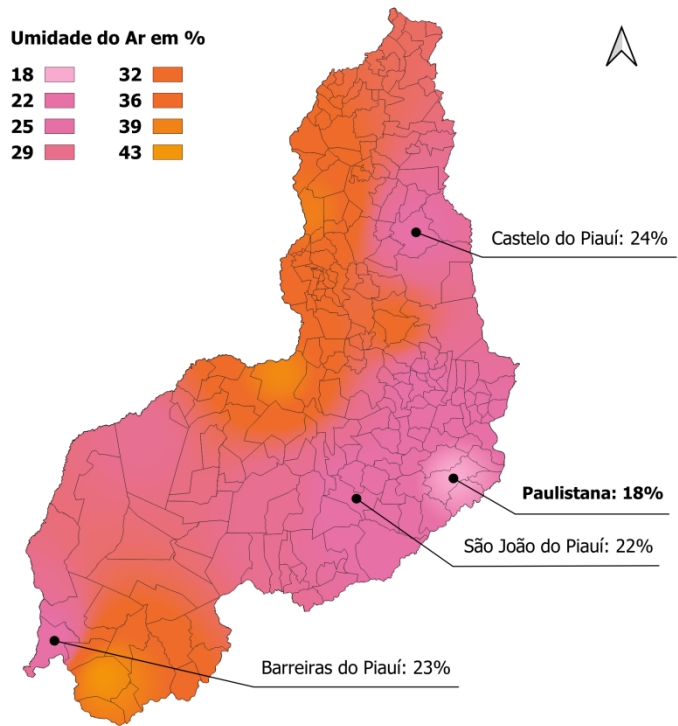 Umidade do Ar em %
18 32
22 36
25 39
29 43
Castelo do Piauí: 24%
Paulistana: 18%
São João do Piauí: 22%
Barreiras do Piauí: 23%